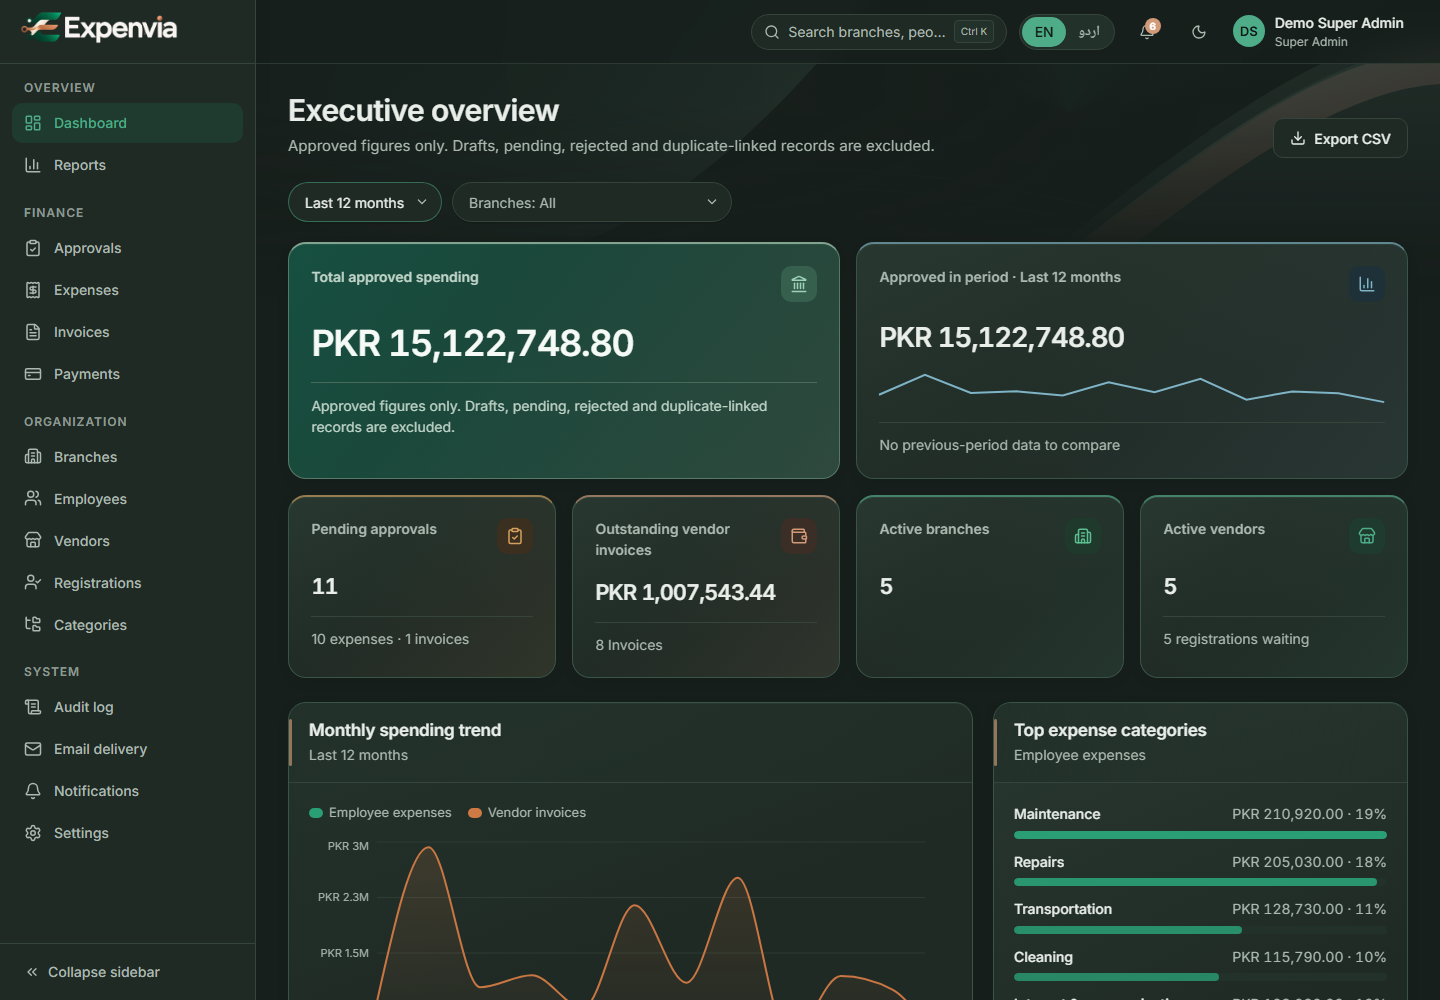 Expenvia
Search branches, peo...
Ctrl K
EN
اردو
6
DS
Demo Super Admin
Super Admin
OVERVIEW
Dashboard
Reports
FINANCE
Approvals
Expenses
Invoices
Payments
ORGANIZATION
Branches
Employees
Vendors
Registrations
Categories
SYSTEM
Audit log
Email delivery
Notifications
Settings
Collapse sidebar
Executive overview
Approved figures only. Drafts, pending, rejected and duplicate-linked records are excluded.
Export CSV
Last 12 months
Branches: All
Total approved spending
PKR 15,122,748.80
Approved figures only. Drafts, pending, rejected and duplicate-linked
records are excluded.
Approved in period · Last 12 months
PKR 15,122,748.80
No previous-period data to compare
Pending approvals
11
10 expenses · 1 invoices
Outstanding vendor
invoices
PKR 1,007,543.44
8 Invoices
Active branches
5
Active vendors
5
5 registrations waiting
Monthly spending trend
Last 12 months
Employee expenses
Vendor invoices
PKR 3M
PKR 2.3M
PKR 1.5M
Top expense categories
Employee expenses
Maintenance PKR 210,920.00 · 19%
Repairs PKR 205,030.00 · 18%
Transportation PKR 128,730.00 · 11%
Cleaning PKR 115,790.00 · 10%